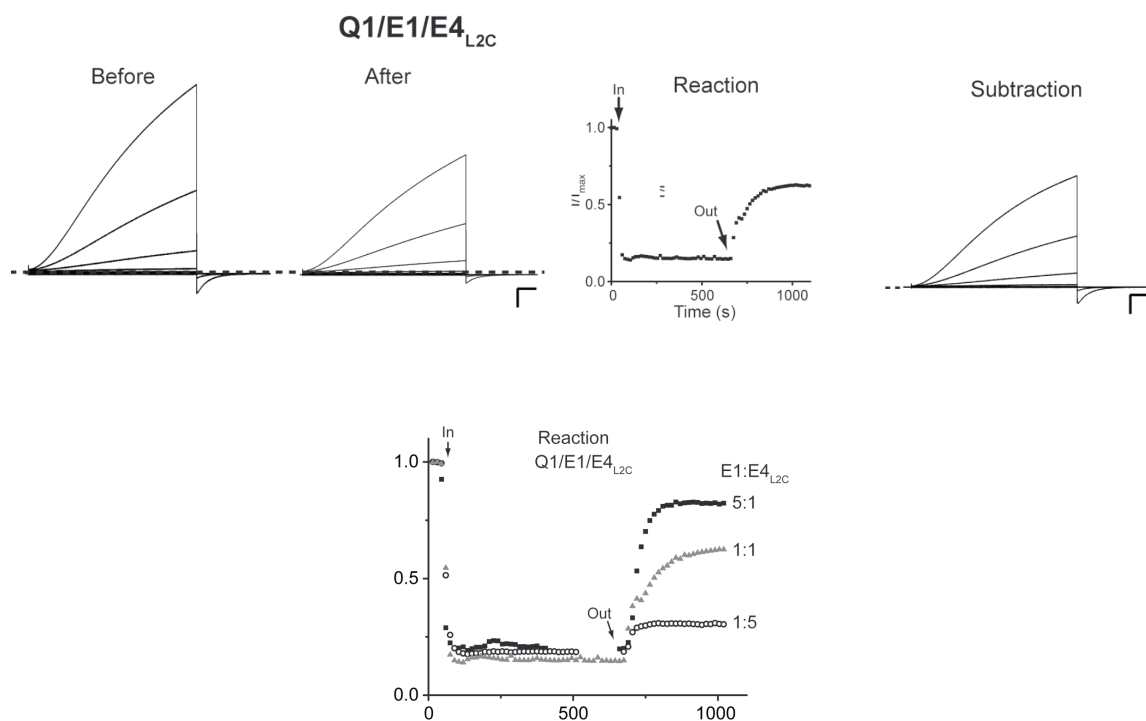 Q1/E1/E4L2C
Before
After
In
Reaction
Subtraction
1.0
I/Imax
0.5
Out
0.0
0
500
1000
Time (s)
In
Reaction
Q1/E1/E4L2C
E1:E4L2C
1.0
5:1
1:1
0.5
Out
1:5
0.0
0
500
1000